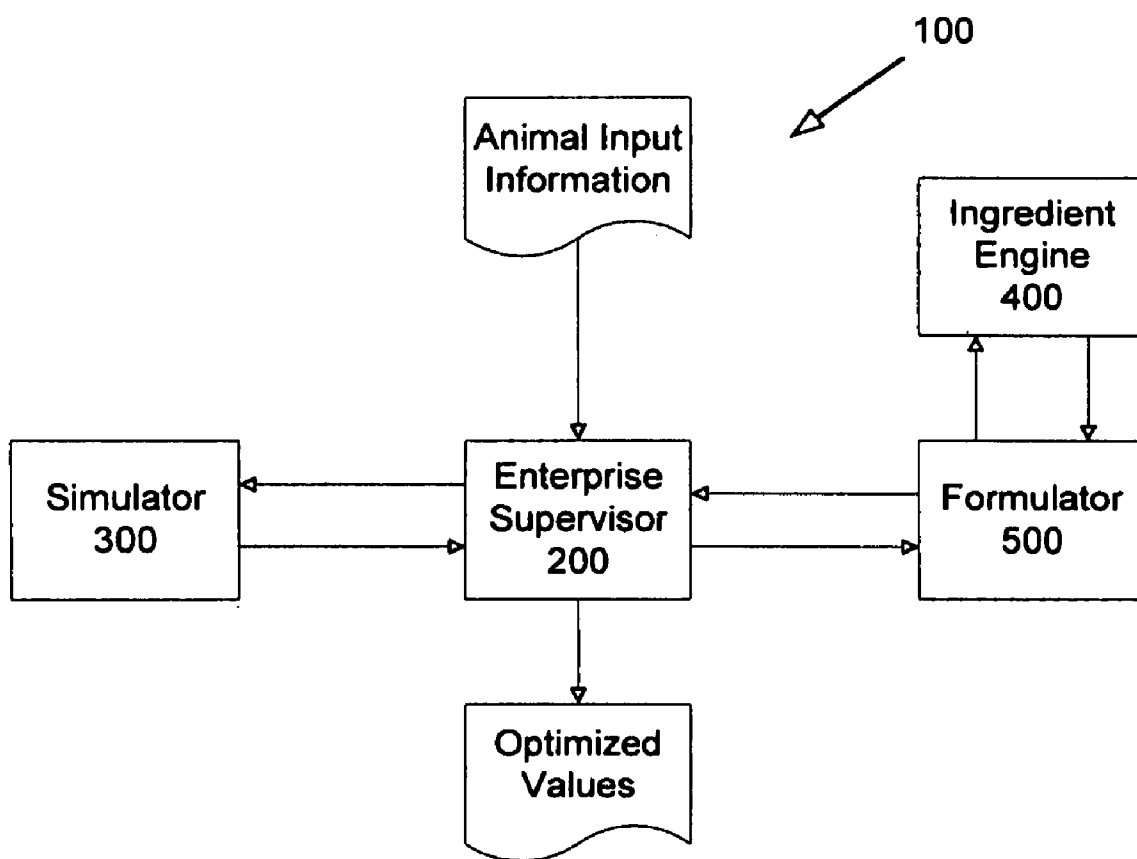 100
Animal Input
Information
Ingredient
Engine
400
Simulator
300
Enterprise
Supervisor
200
Formulator
500
Optimized
Values